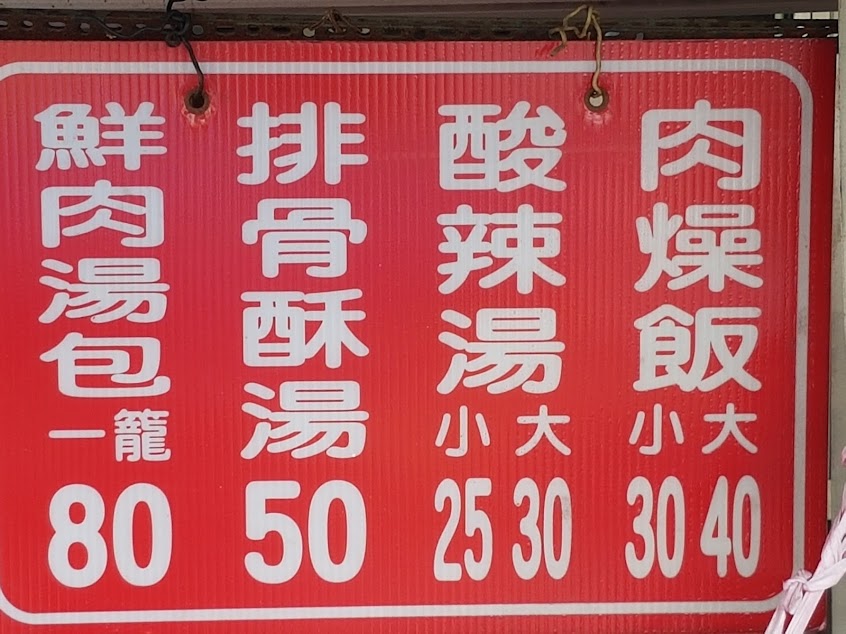 肉燥飯
小 大
30 40
酸辣湯
小 大
25 30
排骨酥湯
50
鮮肉湯包
一籠
80